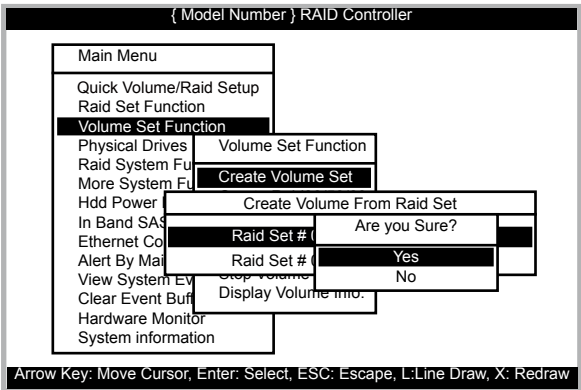 { Model Number } RAID Controller
Main Menu
Quick Volume/Raid Setup
Raid Set Function
Volume Set Function
Physical Drives
Raid System Fu
More System Fu
Hdd Power
In Band SAS
Ethernet Co
Alert By Mai
View System Ev
Clear Event Buff
Hardware Monitor
System information
Volume Set Function
Create Volume Set
Display Volume Info.
Create Volume From Raid Set
Raid Set #
Raid Set #
Are you Sure?
Yes
No
Arrow Key: Move Cursor, Enter: Select, ESC: Escape, L:Line Draw, X: Redraw